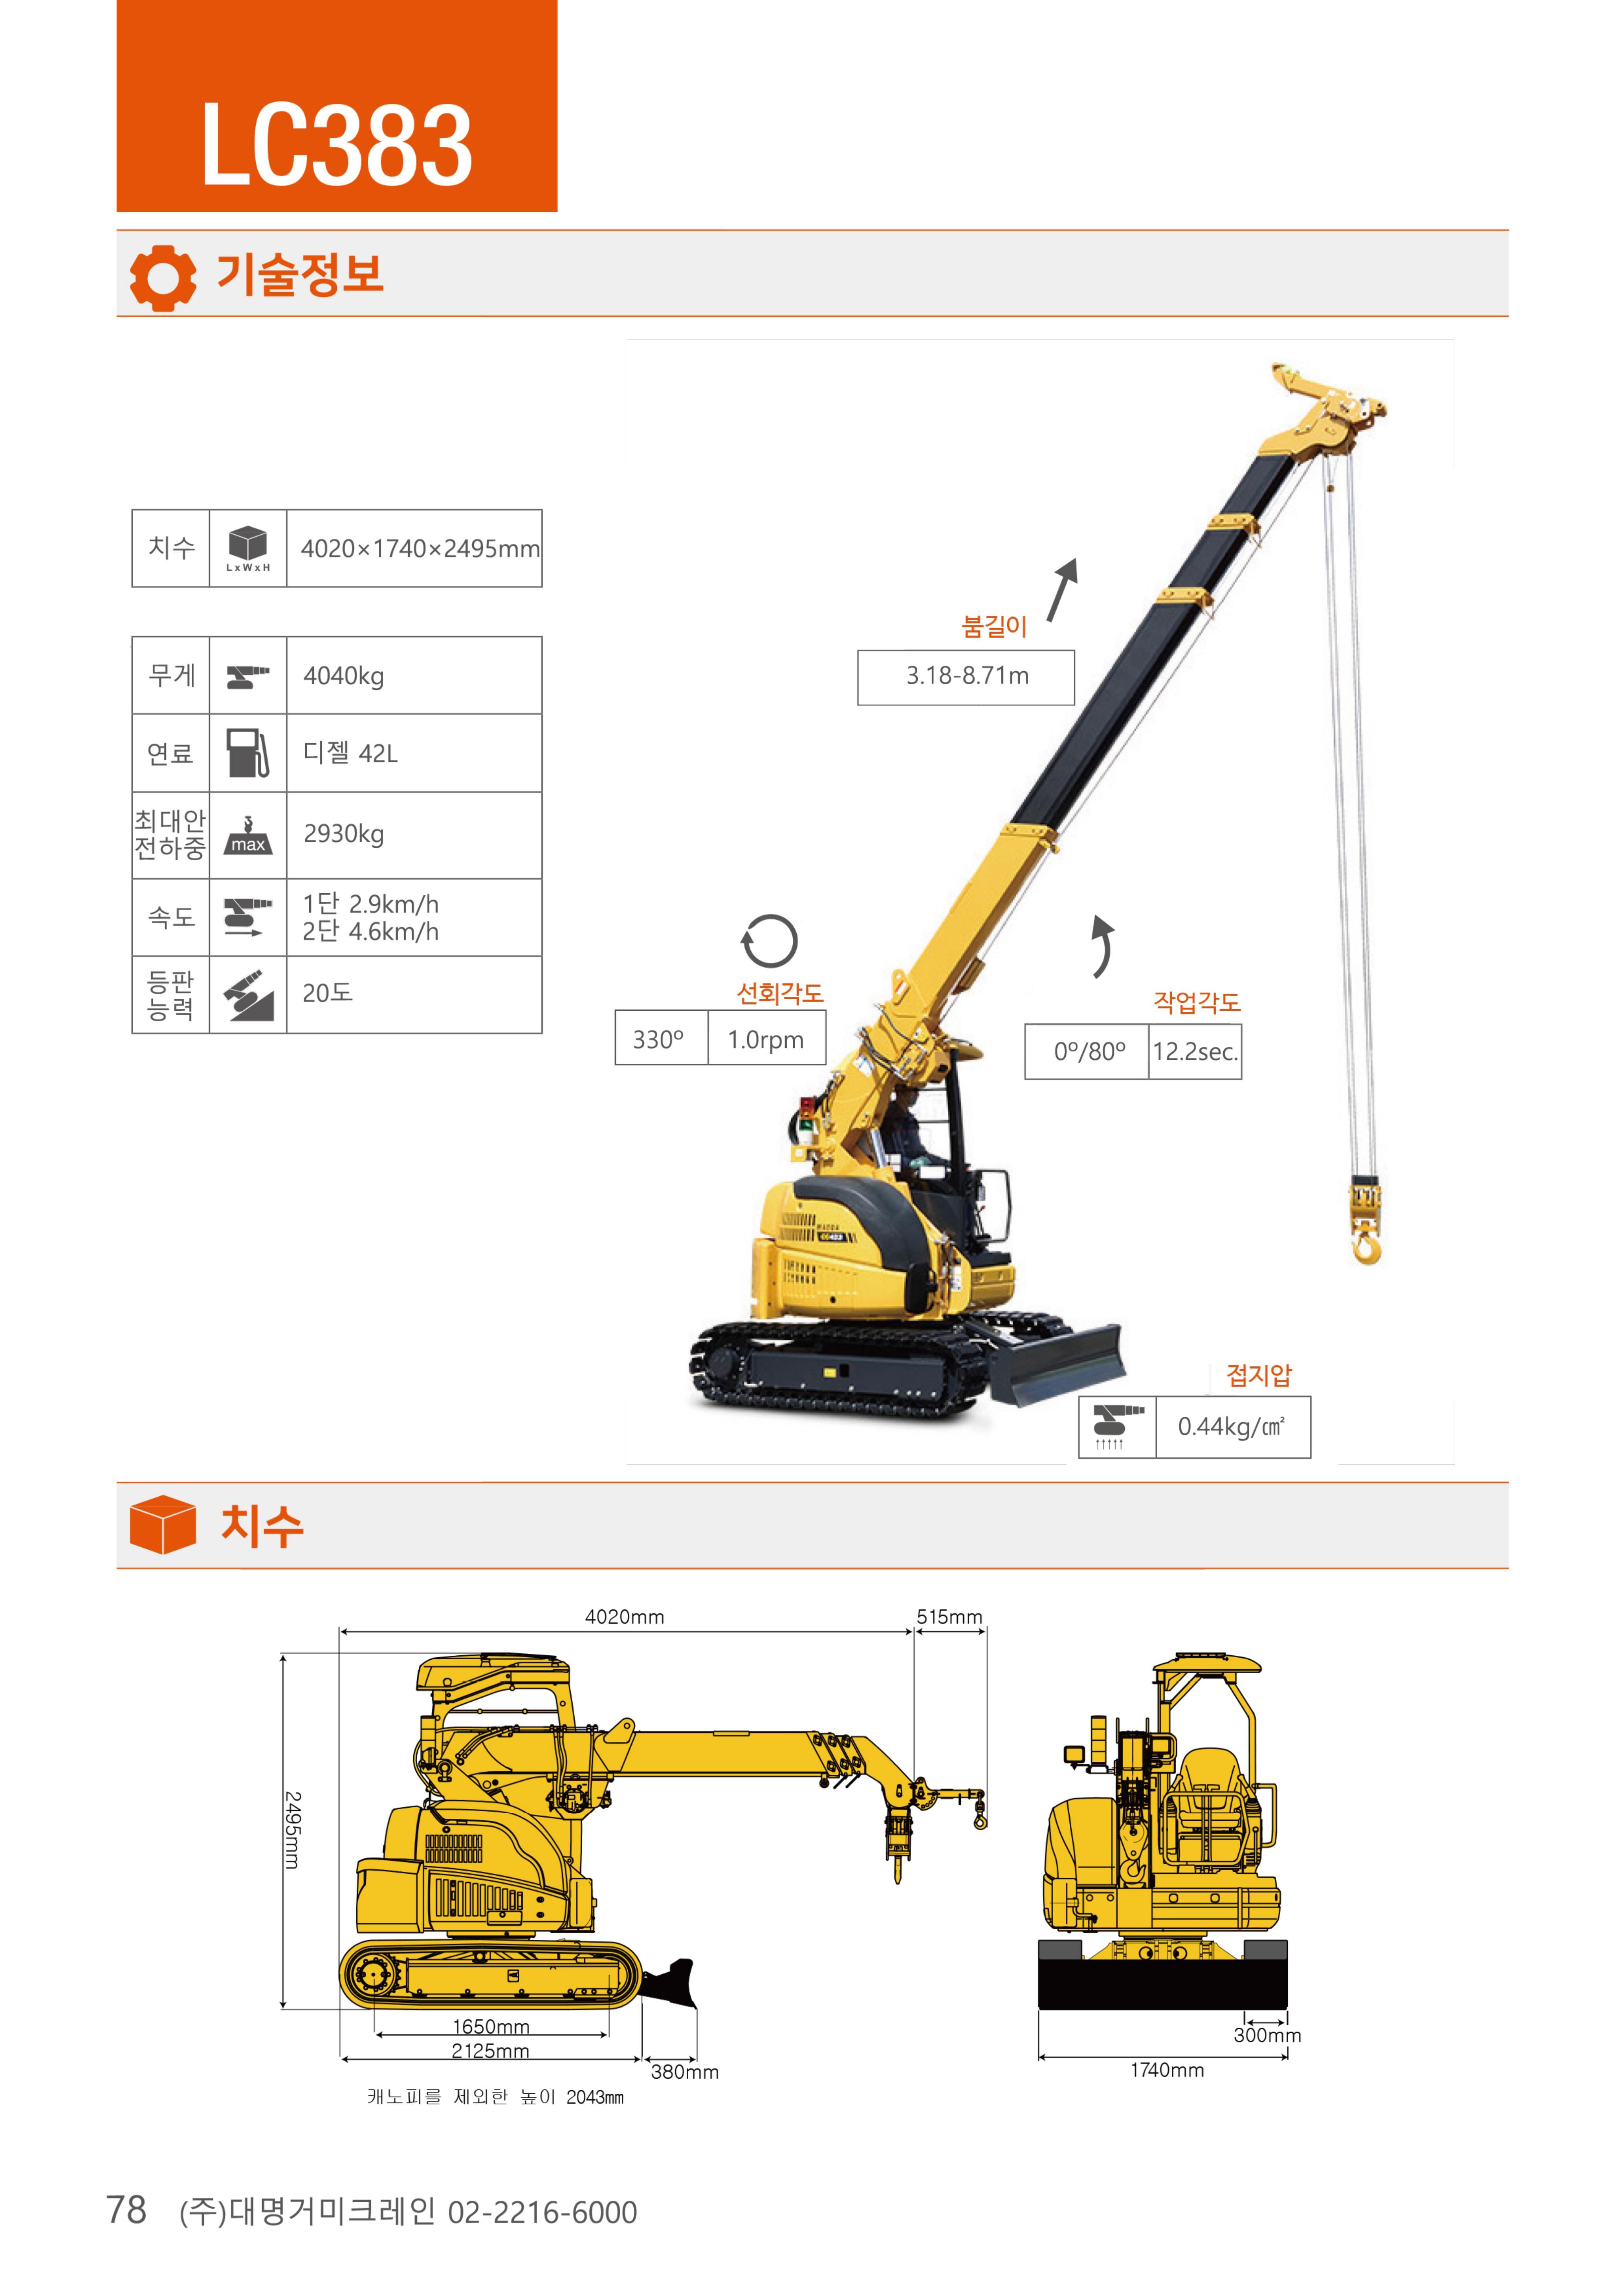 LC383
기술정보
치수 LxWxH 4020×1740×2495mm
무게 4040kg
연료 디젤 42L
최대안
전하중 max 2930kg
속도 1단 2.9km/h
2단 4.6km/h
등판
능력 20도
붐길이
3.18-8.71m
선회각도
330º 1.0rpm
작업각도
0º/80º 12.2sec.
접지압
0.44kg/㎠
치수
4020mm 515mm
2495mm
1650mm
2125mm
380mm
캐노피를 제외한 높이 2043㎜
300mm
1740mm
78 (주)대명거미크레인 02-2216-6000